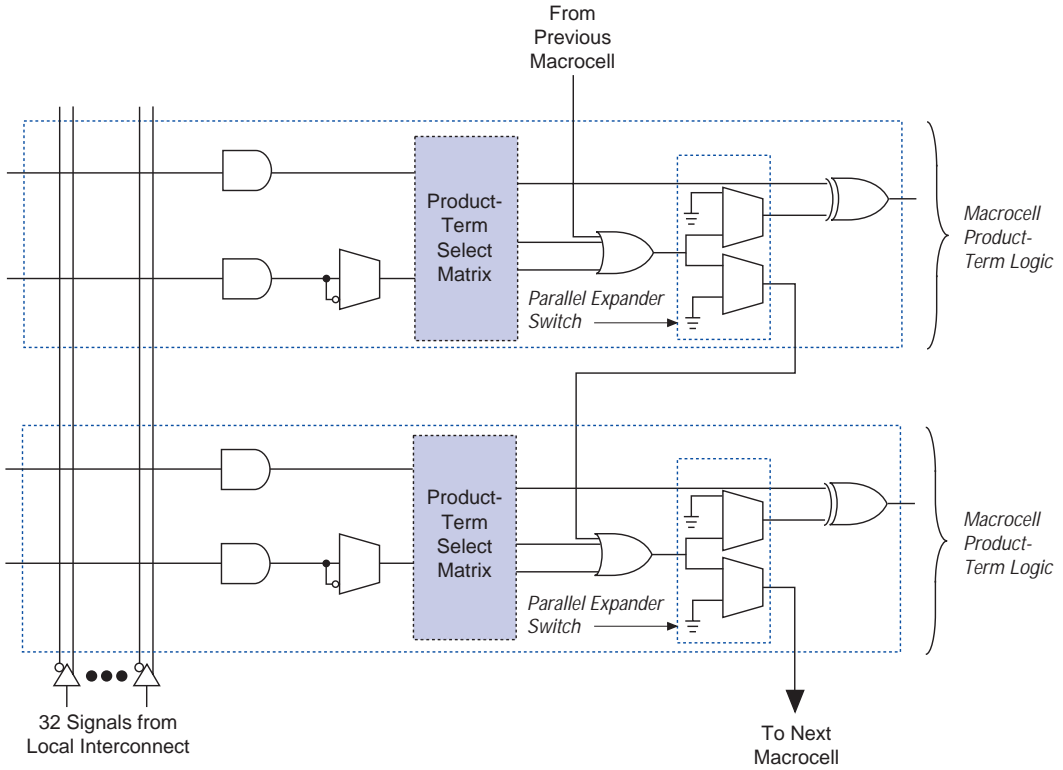 From
Previous
Macrocell
Product-
Term
Select
Matrix
Parallel Expander
Switch
Macrocell
Product-
Term Logic
Product-
Term
Select
Matrix
Parallel Expander
Switch
Macrocell
Product-
Term Logic
32 Signals from
Local Interconnect
To Next
Macrocell